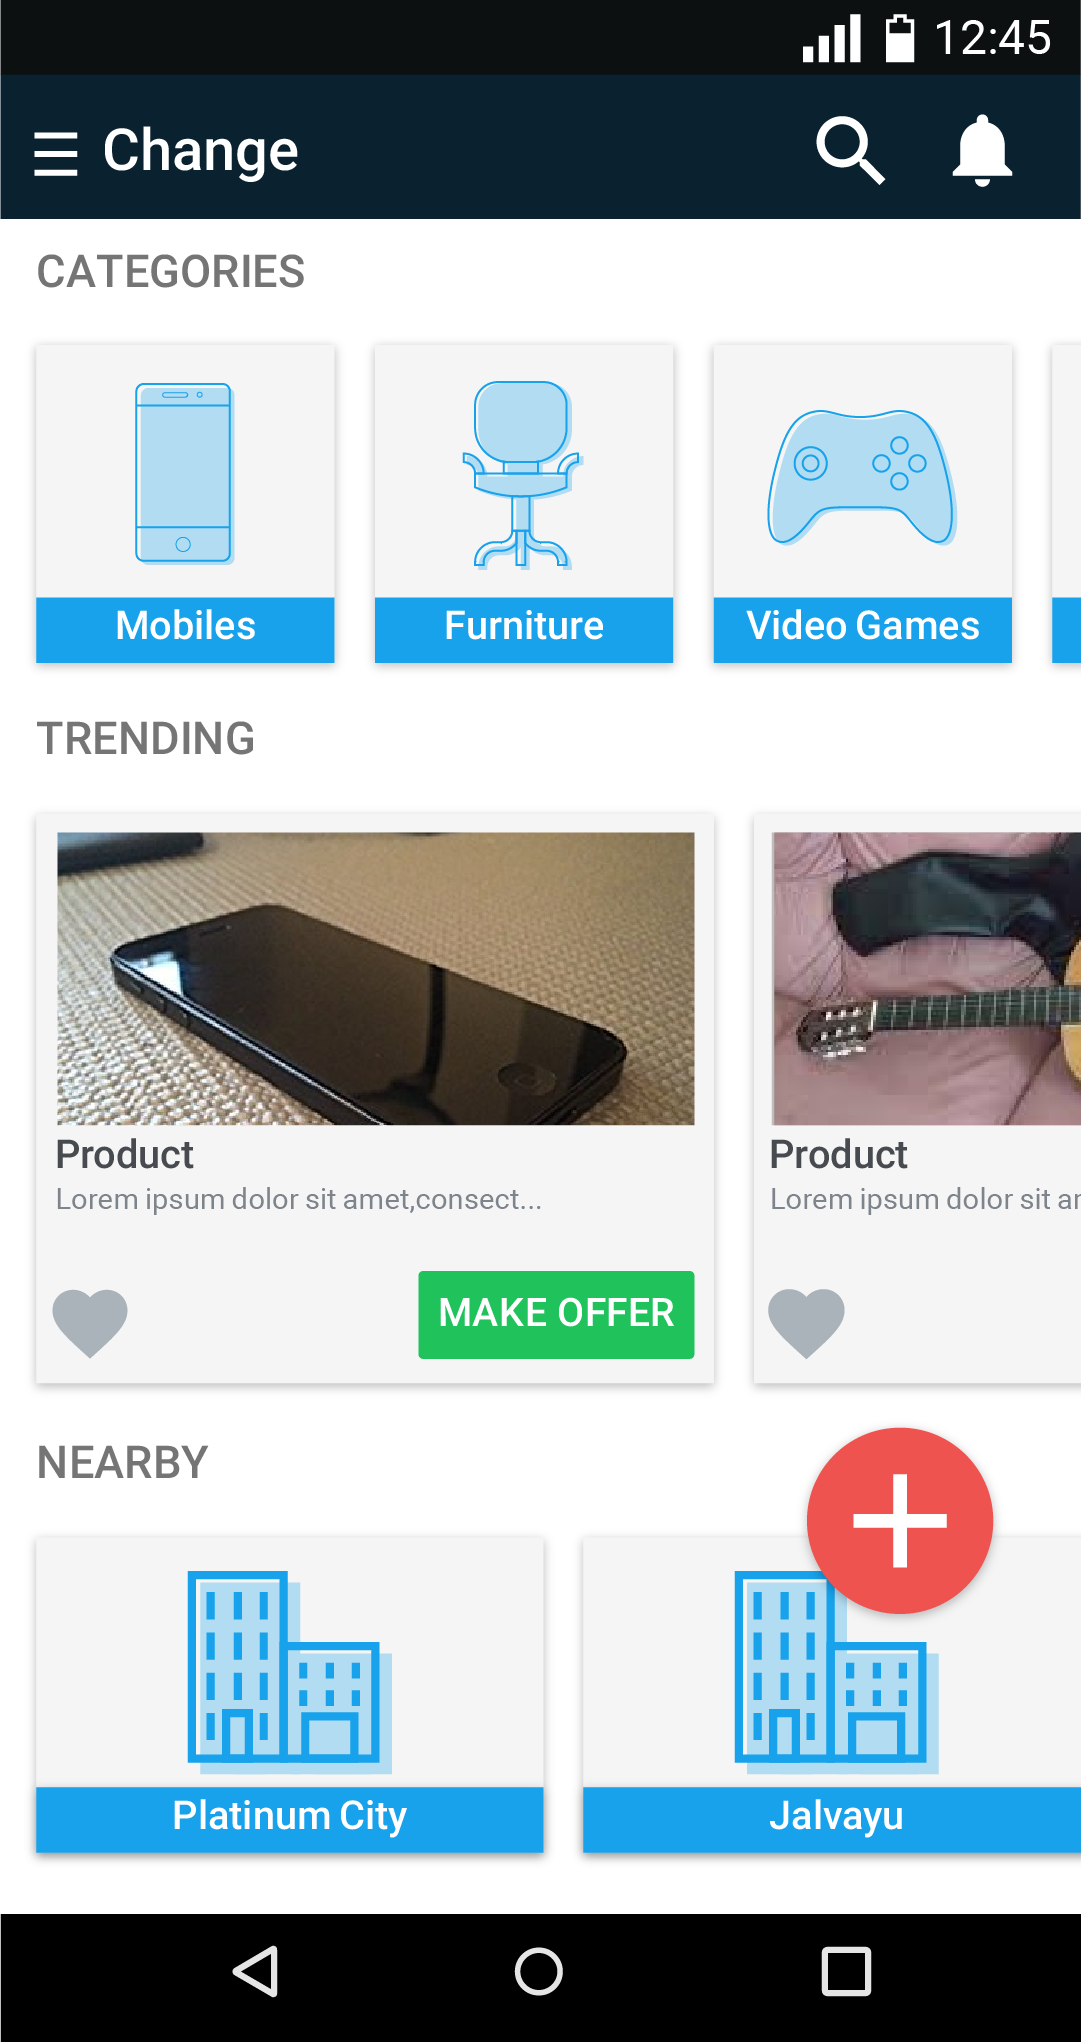 12:45
Change
CATEGORIES
Mobiles
Furniture
Video Games
TRENDING
Product
Lorem ipsum dolor sit amet,consect...
MAKE OFFER
Product
Lorem ipsum dolor sit
NEARBY
Platinum City
Jalvayu